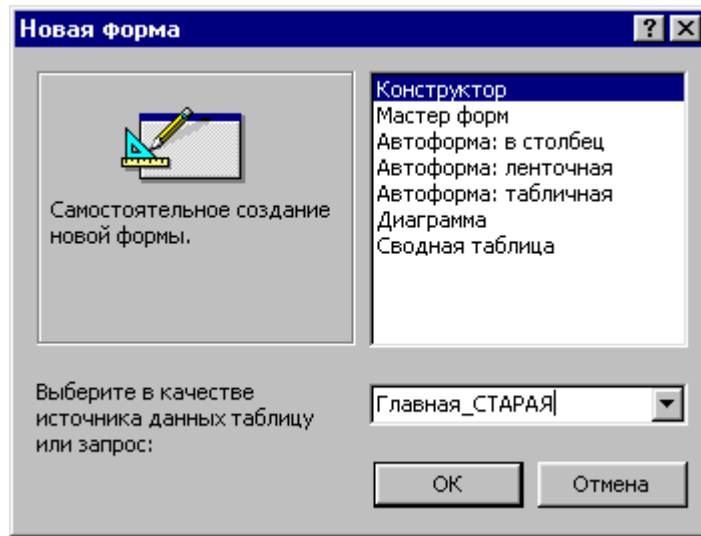 Новая форма
Самостоятельное создание
новой формы.
Конструктор
Мастер форм
Автоформа: в столбец
Автоформа: ленточная
Автоформа: табличная
Диаграмма
Сводная таблица
Выберите в качестве
источника данных таблицу
или запрос:
Главная_СТАРАЯ
ОК
Отмена